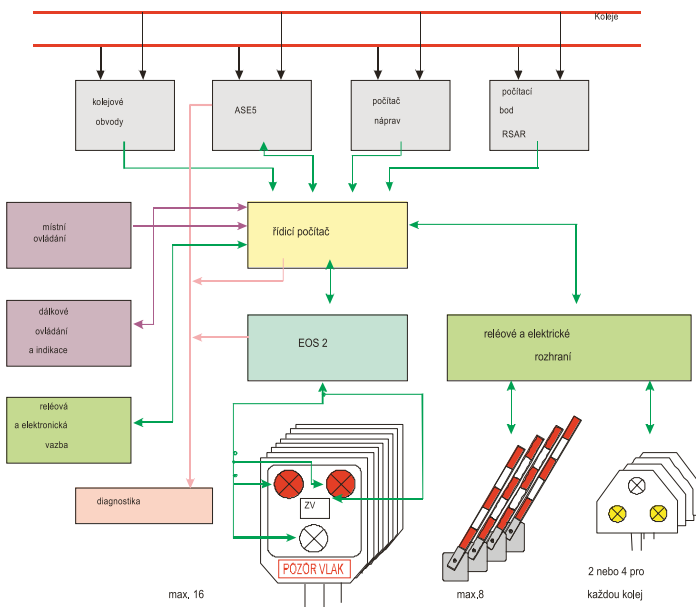 Koleje
kolejové
obvody
ASE5
počítač
náprav
počítací
bod
RSAR
místní
ovládání
řídicí počítač
dálkové
ovládání
a indikace
EOS 2
reléové a elektrické
rozhraní
reléová
a elektronická
vazba
diagnostika
ZV
POZOR VLAK
max, 16
max,8
2 nebo 4 pro
každou kolej